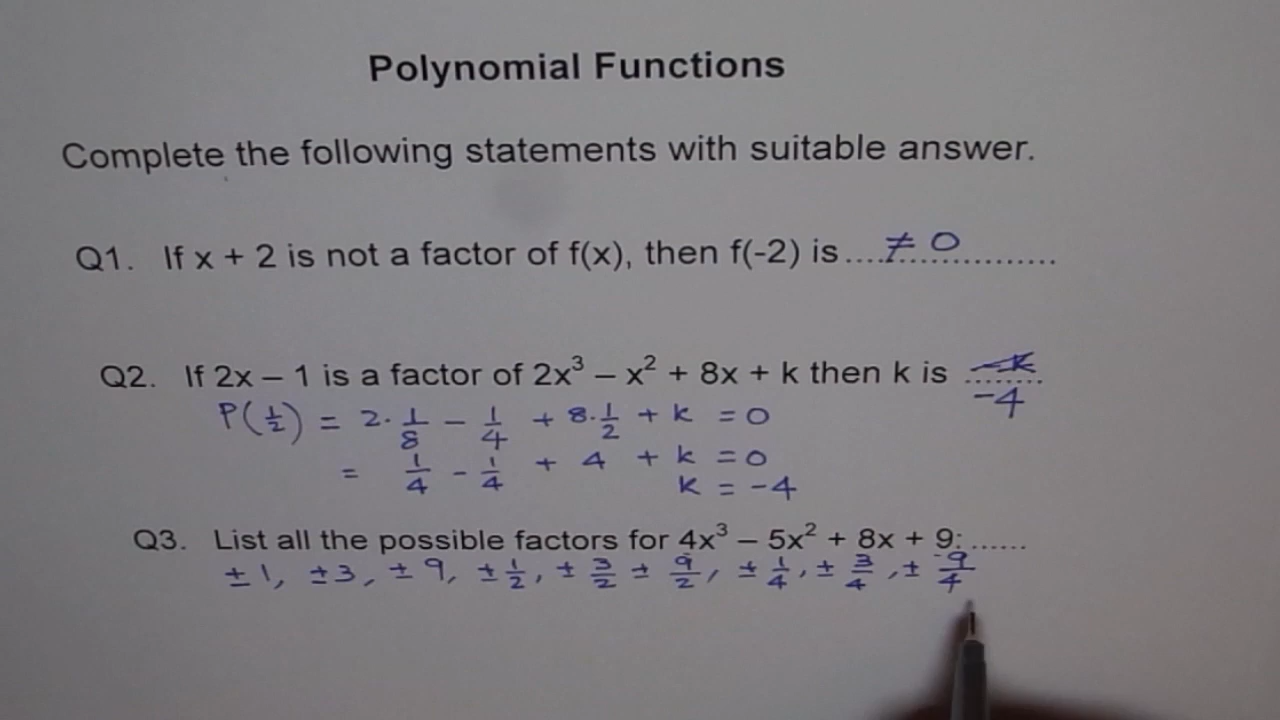 Polynomial Functions
Complete the following statements with suitable answer.
Q1. If x + 2 is not a factor of f(x), then f(-2) is....≠ 0..............
Q2. If 2x – 1 is a factor of 2x³ – x² + 8x + k then k is ........
-4
P(½) = 2·1/8 - 1/4 + 8·1/2 + k = 0
= 1/4 - 1/4 + 4 + k = 0
k = -4
Q3. List all the possible factors for 4x³ – 5x² + 8x + 9:......
±1, ±3, ±9, ±1/2, ±3/2 ±9/2, ±1/4, ±3/4, ±9/4